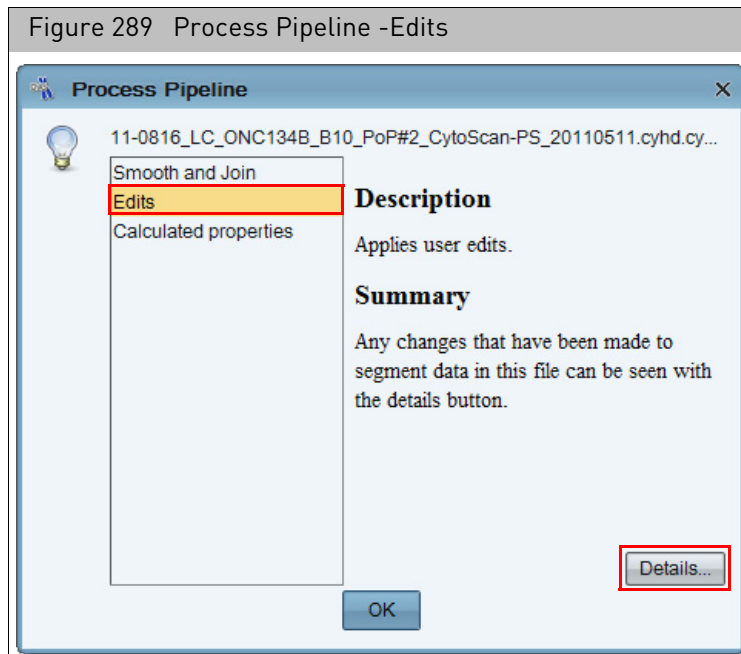 Figure 289 Process Pipeline -Edits
Process Pipeline
11-0816_LC_ONC134B_B10_PoP#2_CytoScan-PS_20110511.cyhd.cy...
Smooth and Join
Edits
Calculated properties
Description
Applies user edits.
Summary
Any changes that have been made to
segment data in this file can be seen with
the details button.
Details...
OK